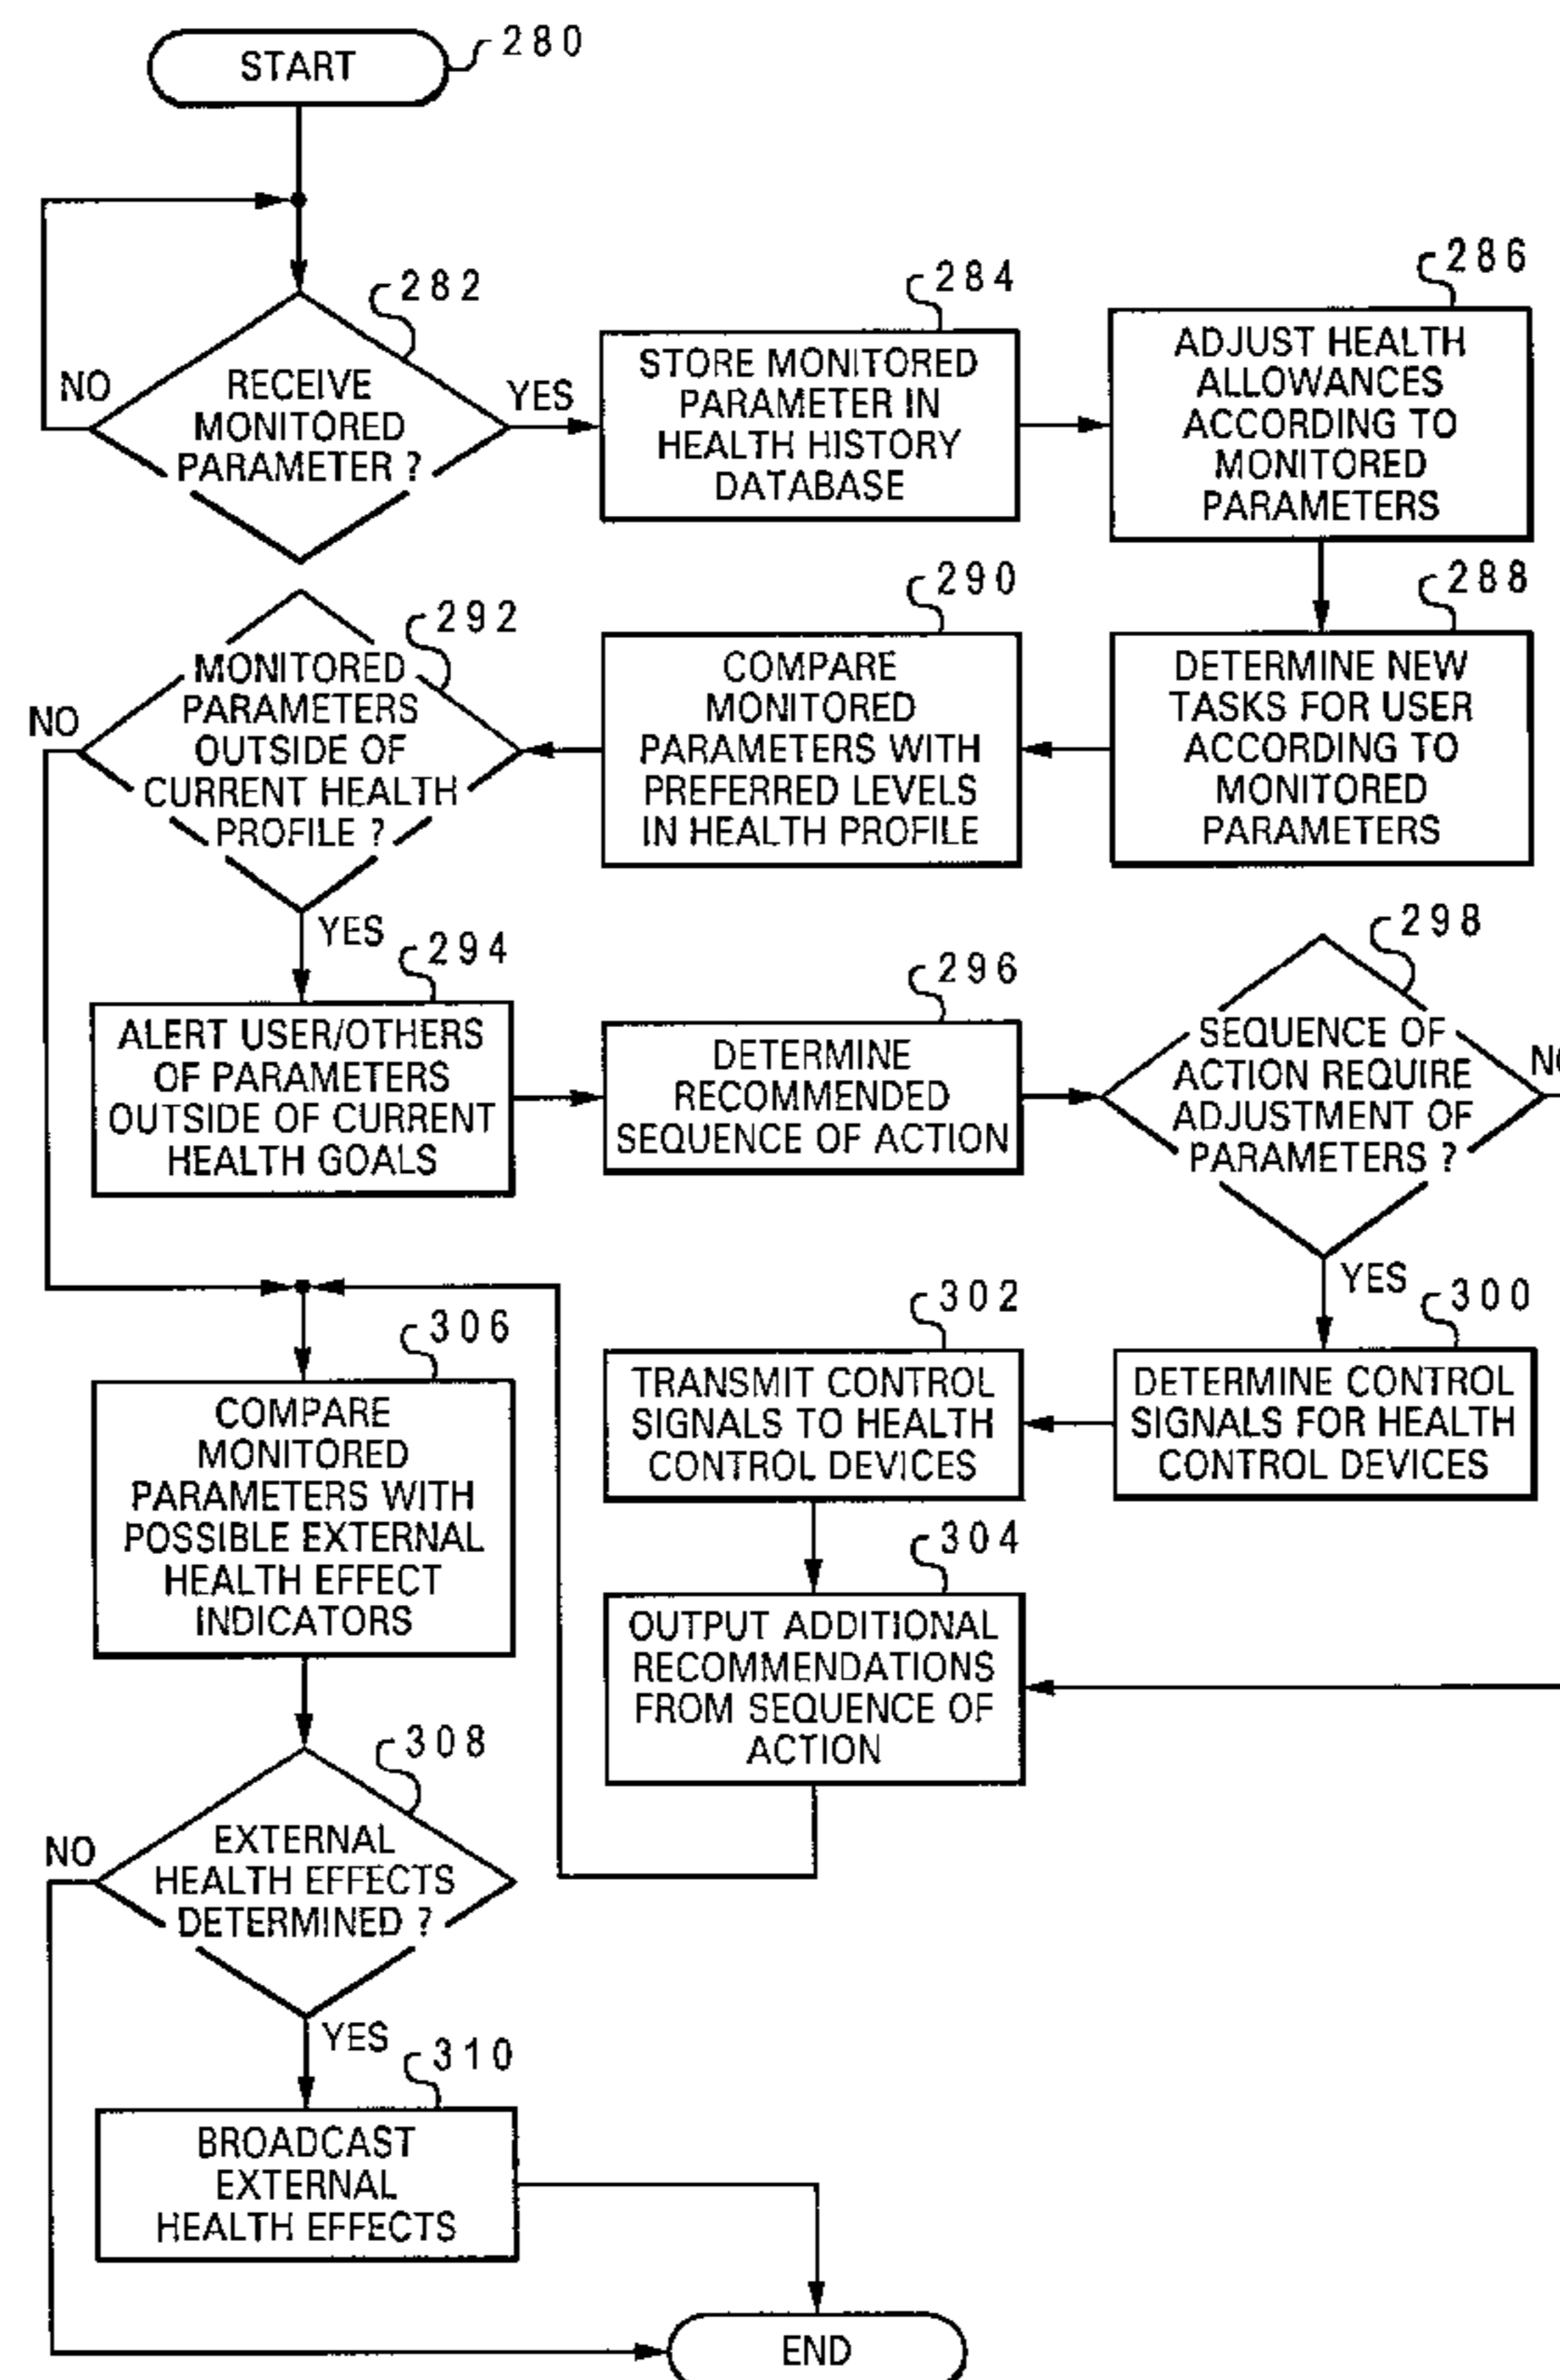 START
280
282
NO
RECEIVE
MONITORED
PARAMETER ?
YES
284
STORE MONITORED
PARAMETER IN
HEALTH HISTORY
DATABASE
286
ADJUST HEALTH
ALLOWANCES
ACCORDING TO
MONITORED
PARAMETERS
288
DETERMINE NEW
TASKS FOR USER
ACCORDING TO
MONITORED
PARAMETERS
290
COMPARE
MONITORED
PARAMETERS WITH
PREFERRED LEVELS
IN HEALTH PROFILE
292
NO
MONITORED
PARAMETERS
OUTSIDE OF
CURRENT HEALTH
PROFILE ?
YES
294
ALERT USER/OTHERS
OF PARAMETERS
OUTSIDE OF CURRENT
HEALTH GOALS
296
DETERMINE
RECOMMENDED
SEQUENCE OF ACTION
298
SEQUENCE OF
ACTION REQUIRE
ADJUSTMENT OF
PARAMETERS ?
NO
YES
300
DETERMINE CONTROL
SIGNALS FOR HEALTH
CONTROL DEVICES
302
TRANSMIT CONTROL
SIGNALS TO HEALTH
CONTROL DEVICES
304
OUTPUT ADDITIONAL
RECOMMENDATIONS
FROM SEQUENCE OF
ACTION
306
COMPARE
MONITORED
PARAMETERS WITH
POSSIBLE EXTERNAL
HEALTH EFFECT
INDICATORS
308
NO
EXTERNAL
HEALTH EFFECTS
DETERMINED ?
YES
310
BROADCAST
EXTERNAL
HEALTH EFFECTS
END